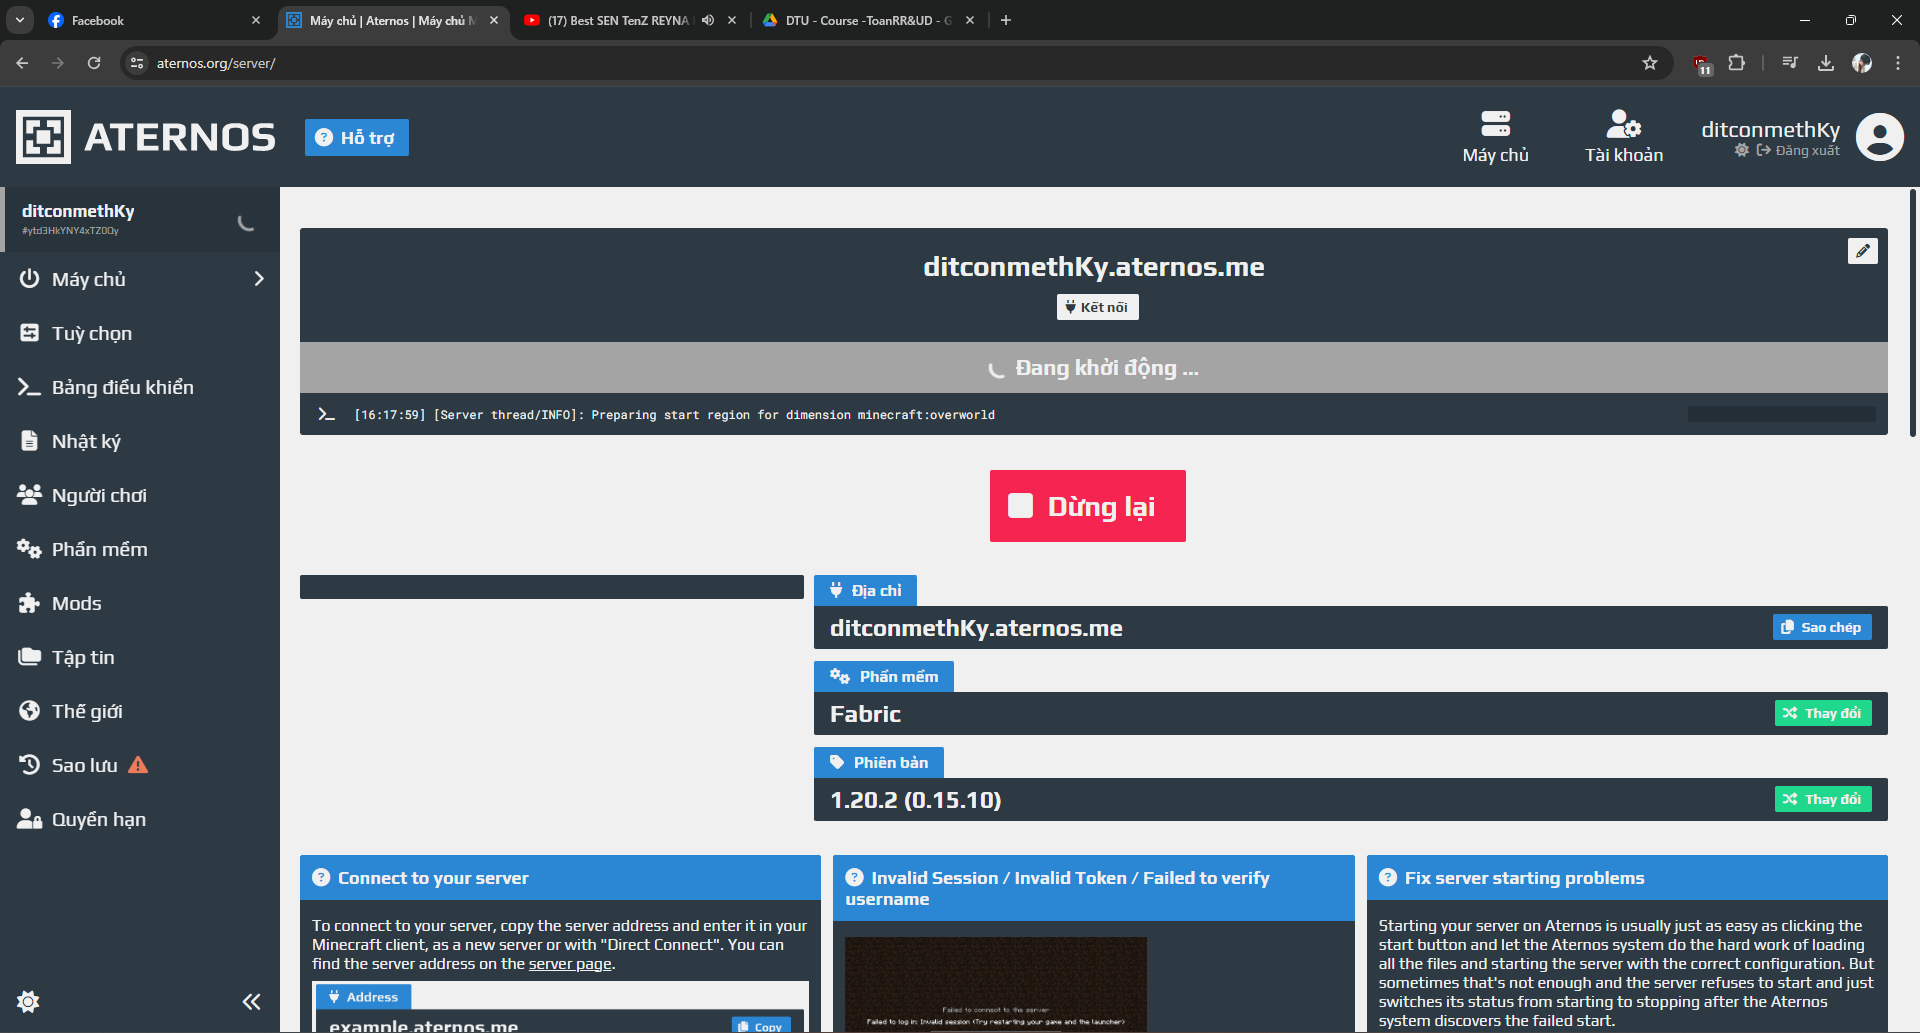 Facebook
Máy chủ | Aternos | Máy chủ M
(17) Best SEN TenZ REYNA
DTU - Course -ToanRR&UD - G
aternos.org/server/
11
ATERNOS
Hỗ trợ
Máy chủ
Tài khoản
ditconmethKy
Đăng xuất
ditconmethKy
#ytd3HkYNY4xTZ0Qy
Máy chủ
Tuỳ chọn
Bảng điều khiển
Nhật ký
Người chơi
Phần mềm
Mods
Tập tin
Thế giới
Sao lưu
Quyền hạn
ditconmethKy.aternos.me
Kết nối
Đang khởi động ...
[16:17:59] [Server thread/INFO]: Preparing start region for dimension minecraft:overworld
Dừng lại
Địa chỉ
ditconmethKy.aternos.me
Sao chép
Phần mềm
Fabric
Thay đổi
Phiên bản
1.20.2 (0.15.10)
Thay đổi
Connect to your server
To connect to your server, copy the server address and enter it in your
Minecraft client, as a new server or with "Direct Connect". You can
find the server address on the server page.
Address
example.aternos.me
Copy
Invalid Session / Invalid Token / Failed to verify
username
Failed to connect to the server
Failed to log in: Invalid session (Try restarting your game and the launcher)
Fix server starting problems
Starting your server on Aternos is usually just as easy as clicking the
start button and let the Aternos system do the hard work of loading
all the files and starting the server with the correct configuration. But
sometimes that's not enough and the server refuses to start and just
switches its status from starting to stopping after the Aternos
system discovers the failed start.